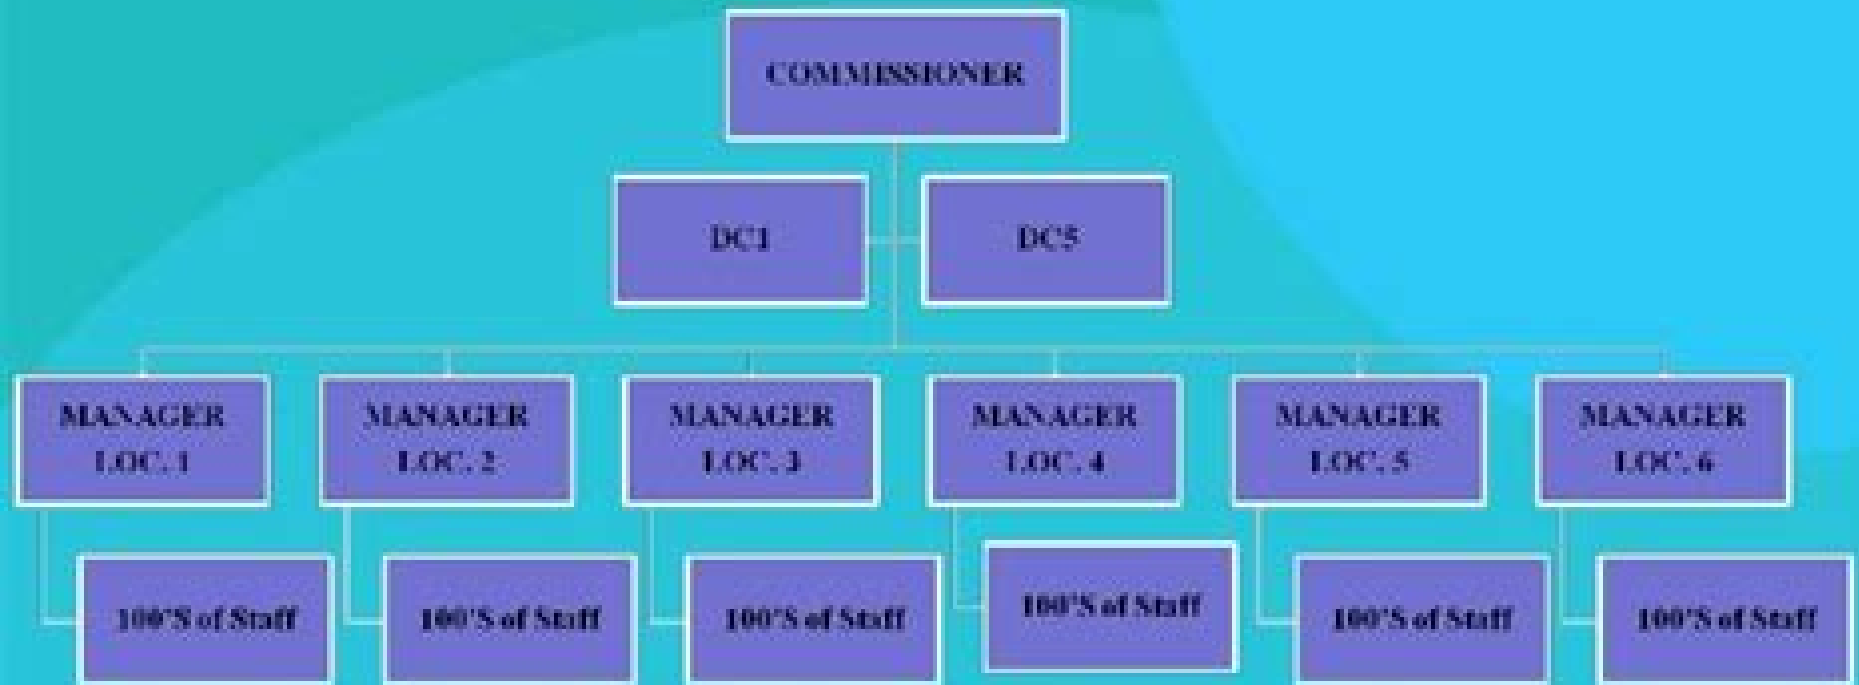 COMMISSIONER
DC1
DC5
MANAGER
LOC. 1
MANAGER
LOC. 2
MANAGER
LOC. 3
MANAGER
LOC. 4
MANAGER
LOC. 5
MANAGER
LOC. 6
100'S of Staff
100'S of Staff
100'S of Staff
100'S of Staff
100'S of Staff
100'S of Staff